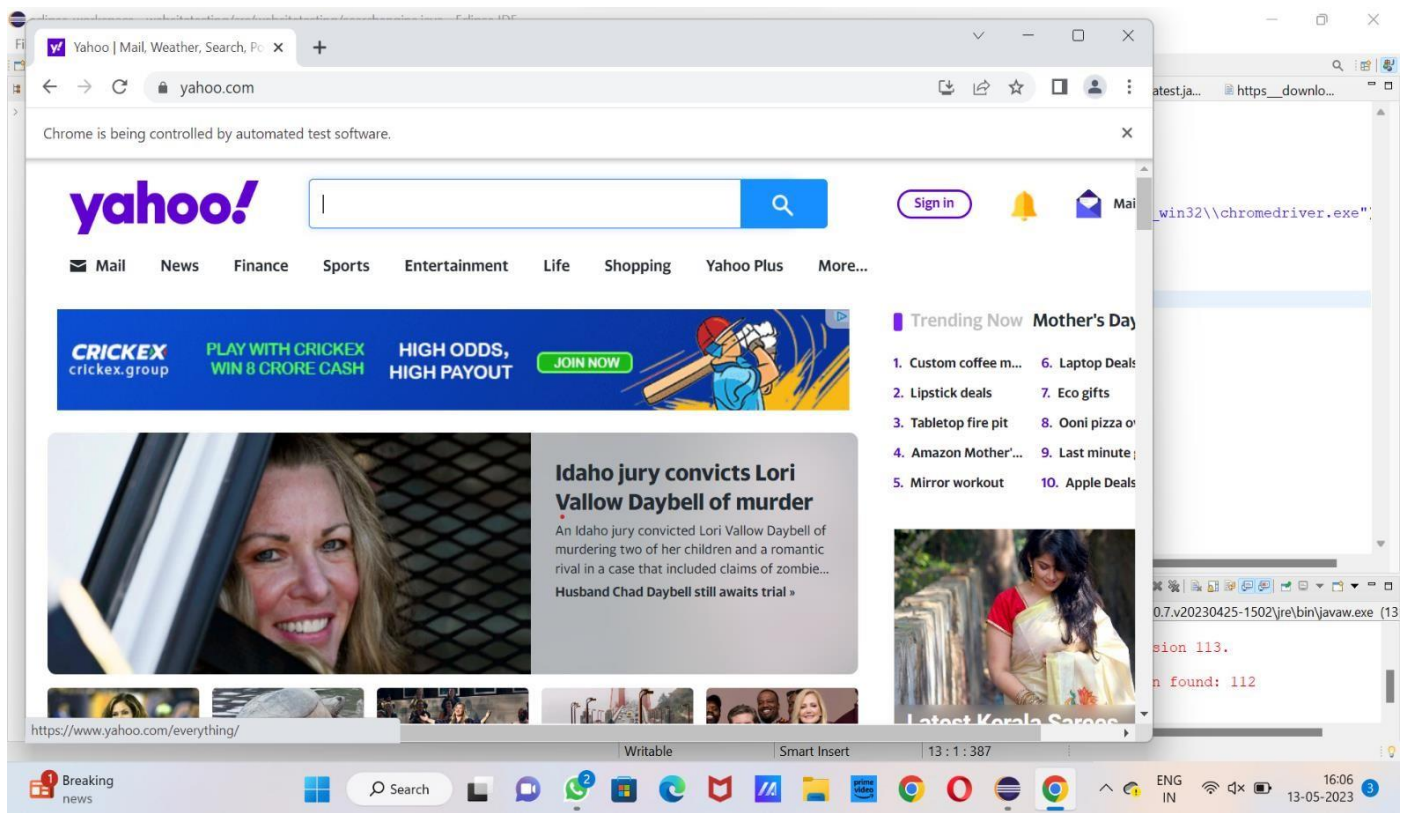 Yahoo | Mail, Weather, Search, Po
yahoo.com
Chrome is being controlled by automated test software.
yahoo!
Sign in
Mai
Mail News Finance Sports Entertainment Life Shopping Yahoo Plus More...
CRICKEX
crickex.group
PLAY WITH CRICKEX
WIN 8 CRORE CASH
HIGH ODDS,
HIGH PAYOUT
JOIN NOW
Idaho jury convicts Lori
Vallow Daybell of murder
An Idaho jury convicted Lori Vallow Daybell of
murdering two of her children and a romantic
rival in a case that included claims of zombie...
Husband Chad Daybell still awaits trial »
Trending Now Mother's Day
1. Custom coffee m...
2. Lipstick deals
3. Tabletop fire pit
4. Amazon Mother'...
5. Mirror workout
6. Laptop Deals
7. Eco gifts
8. Ooni pizza o
9. Last minute
10. Apple Deals
https://www.yahoo.com/everything/
Fi
atest.ja... https__downlo...
_win32\\chromedriver.exe"
0.7.v20230425-1502\jre\bin\javaw.exe (13
sion 113.
n found: 112
Writable Smart Insert 13 : 1 : 387
1
Breaking
news
Search
2
prime
video
ENG
IN
16:06
13-05-2023
3